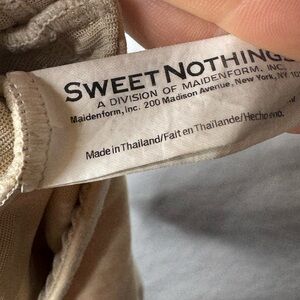 SWEET NOTHINGS
A DIVISION OF MAIDENFORM, INC.
Maidenform, Inc. 200 Madison Avenue, New York, NY
Made in Thailand/Fait en Thaïlande/Hecho